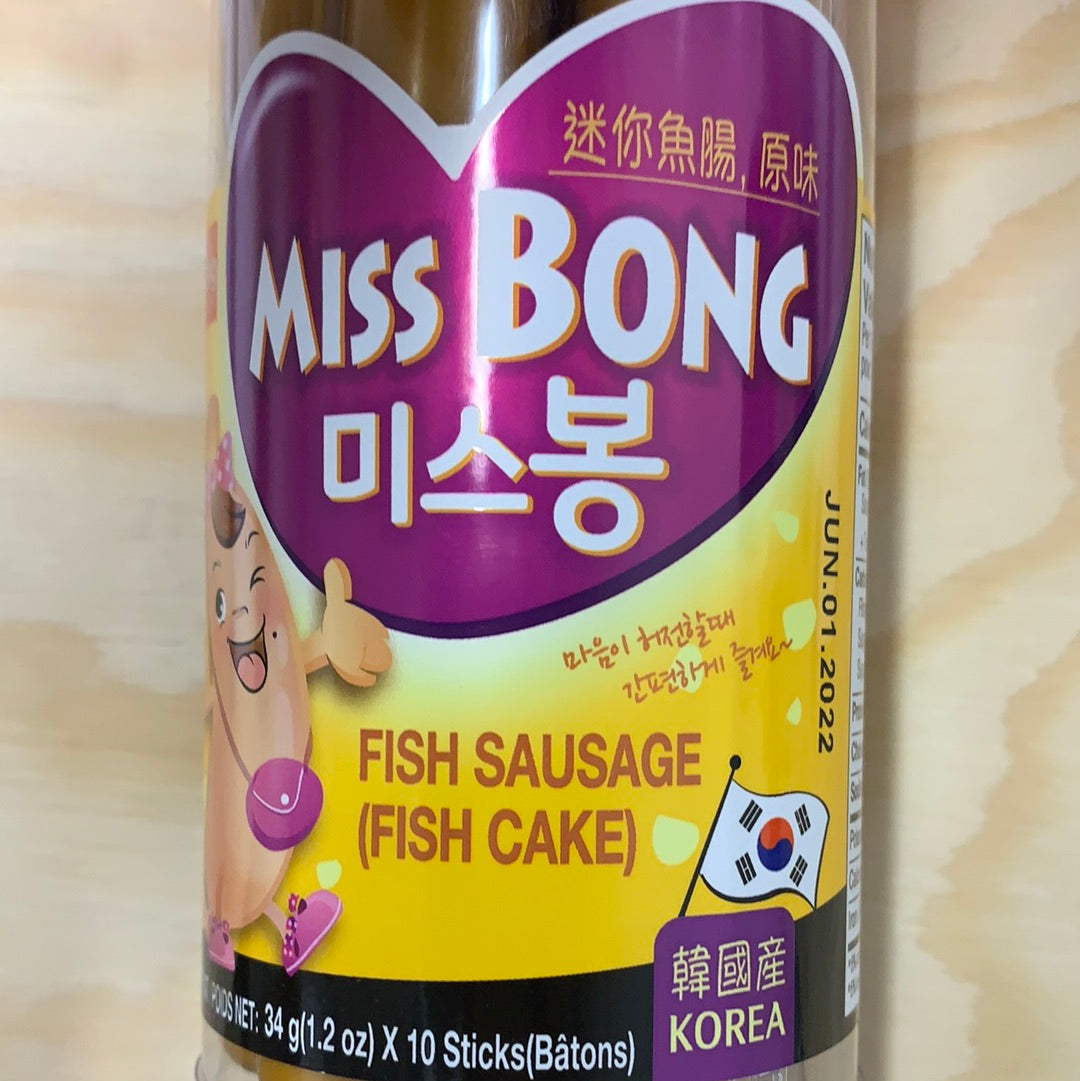 迷你魚腸, 原味
MISS BONG
미스봉
마음이 허전할때
간편하게 즐겨요~
JUN.01.2022
FISH SAUSAGE
(FISH CAKE)
韓國産
KOREA
POIDS NET: 34 g(1.2 oz) X 10 Sticks(Bâtons)